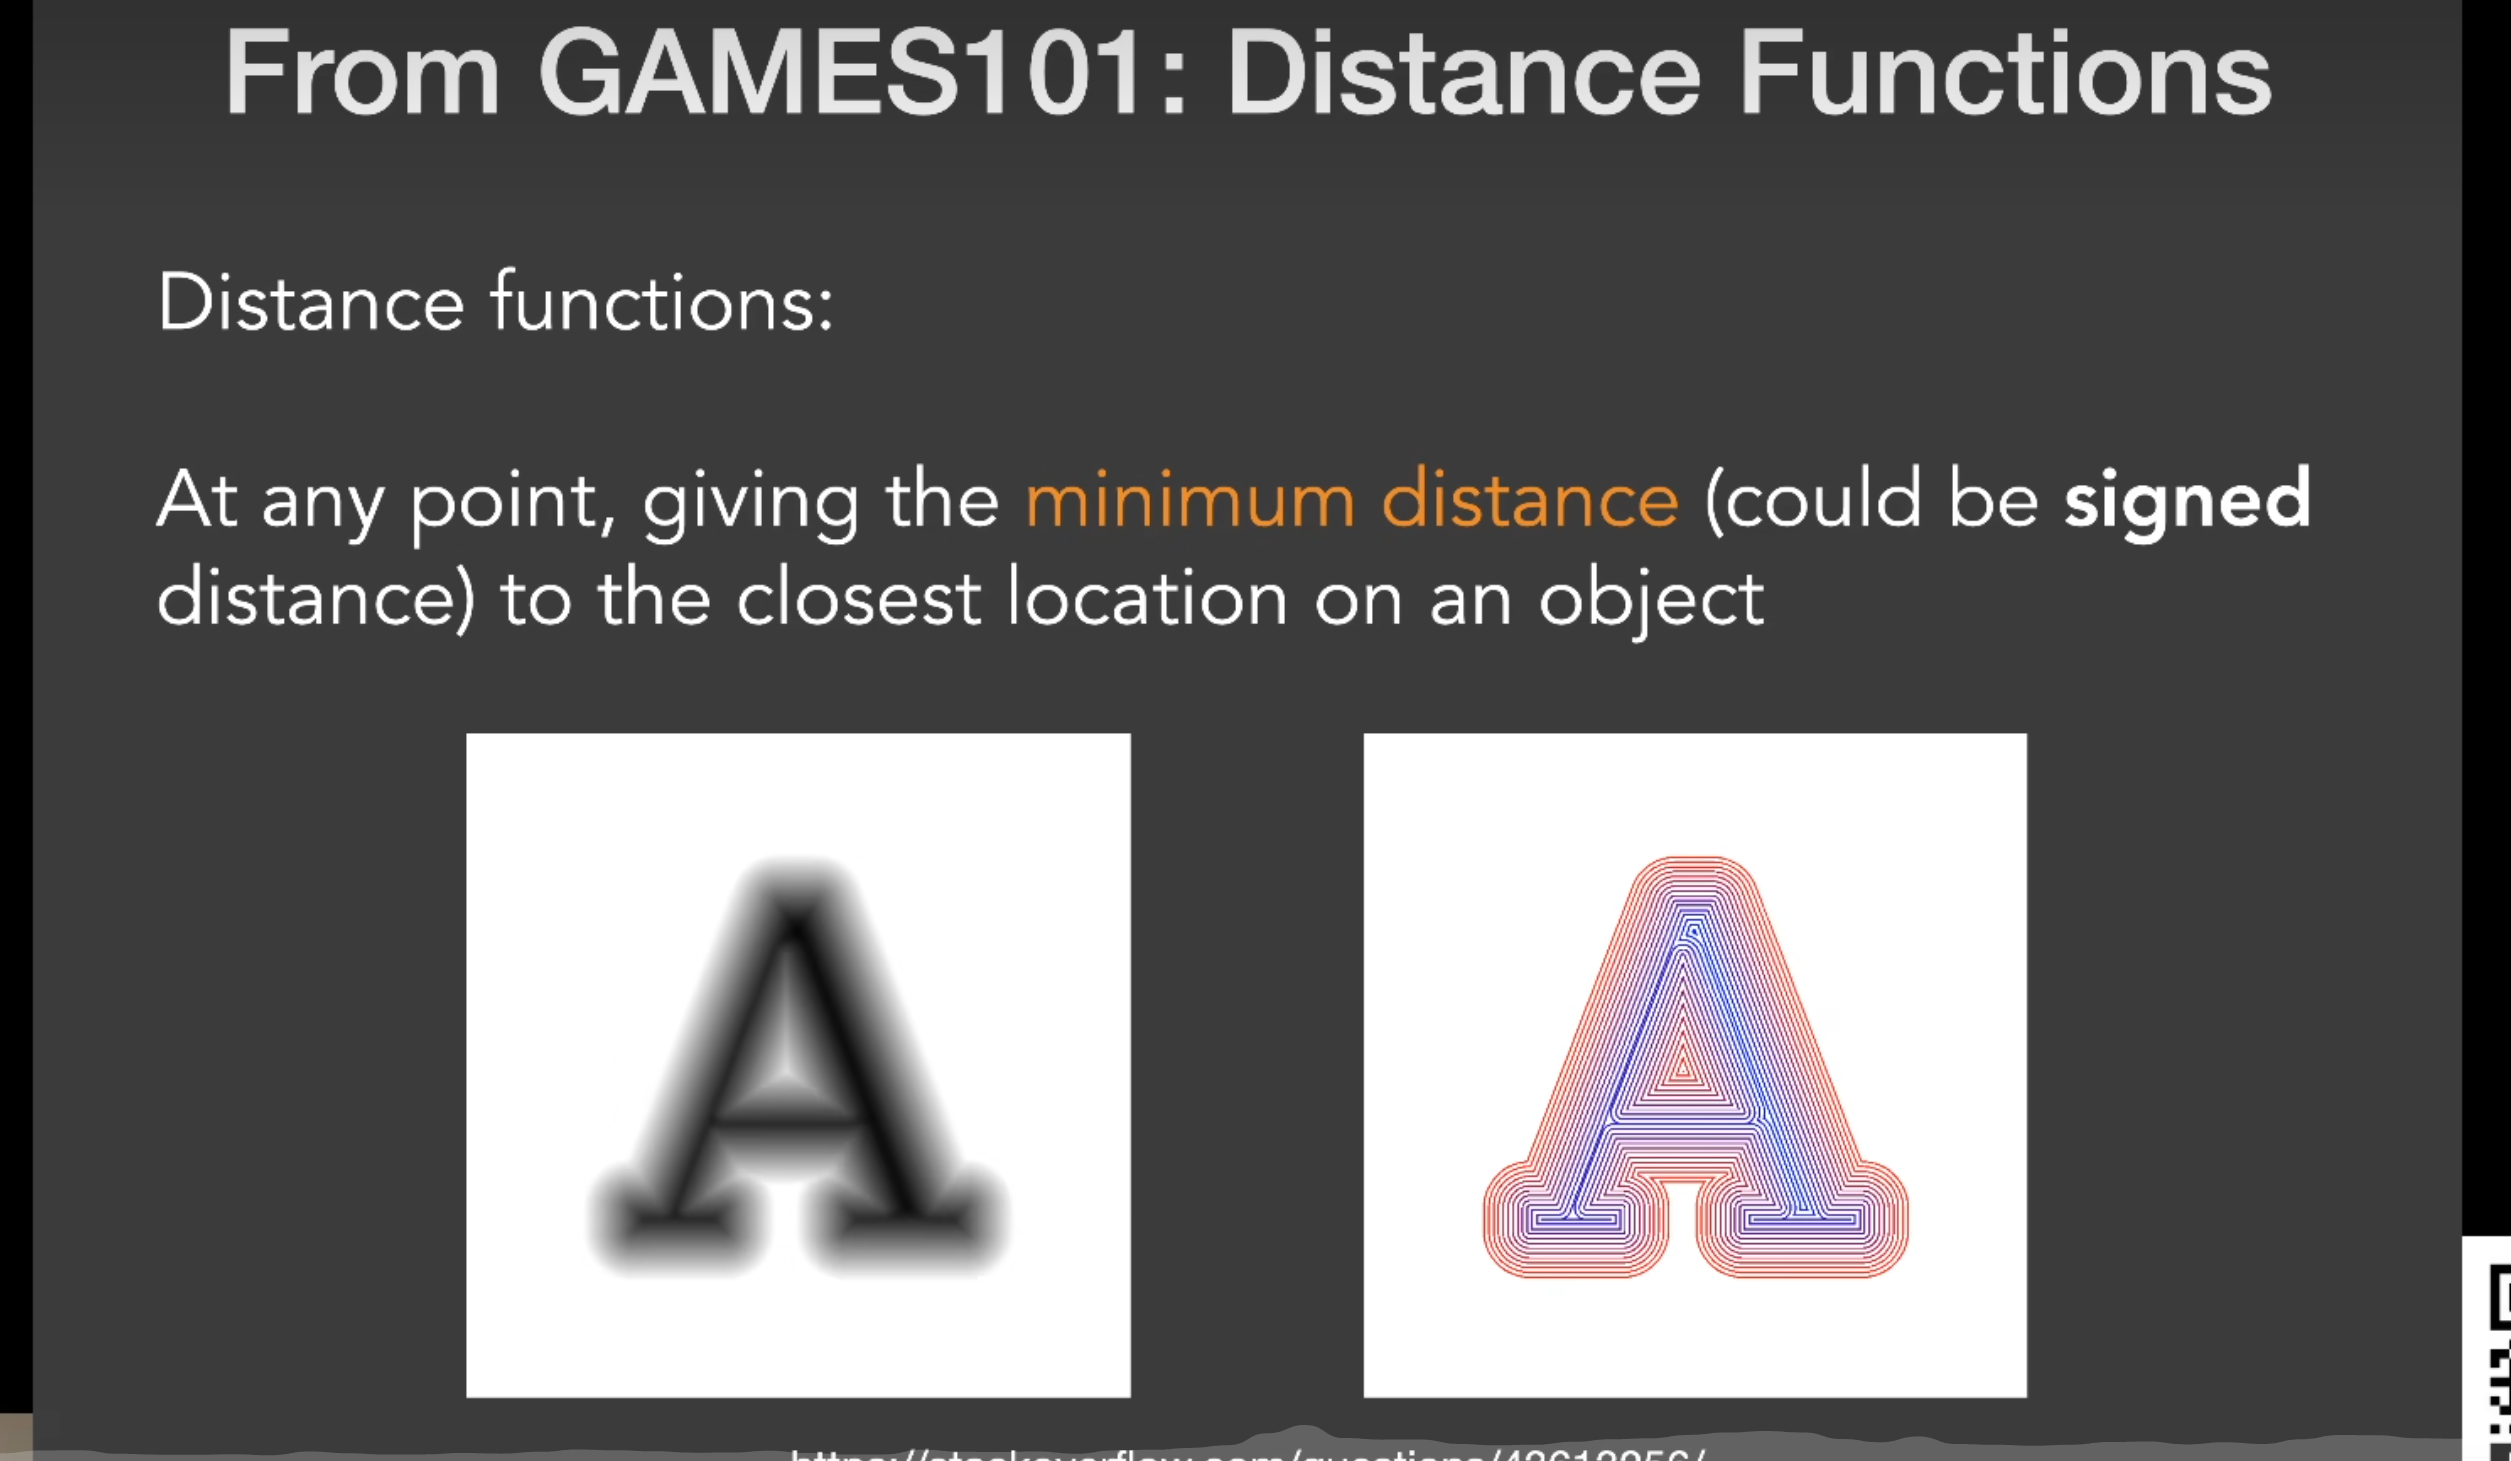 From GAMES101: Distance Functions
Distance functions:
At any point, giving the minimum distance (could be signed
distance) to the closest location on an object
A
A